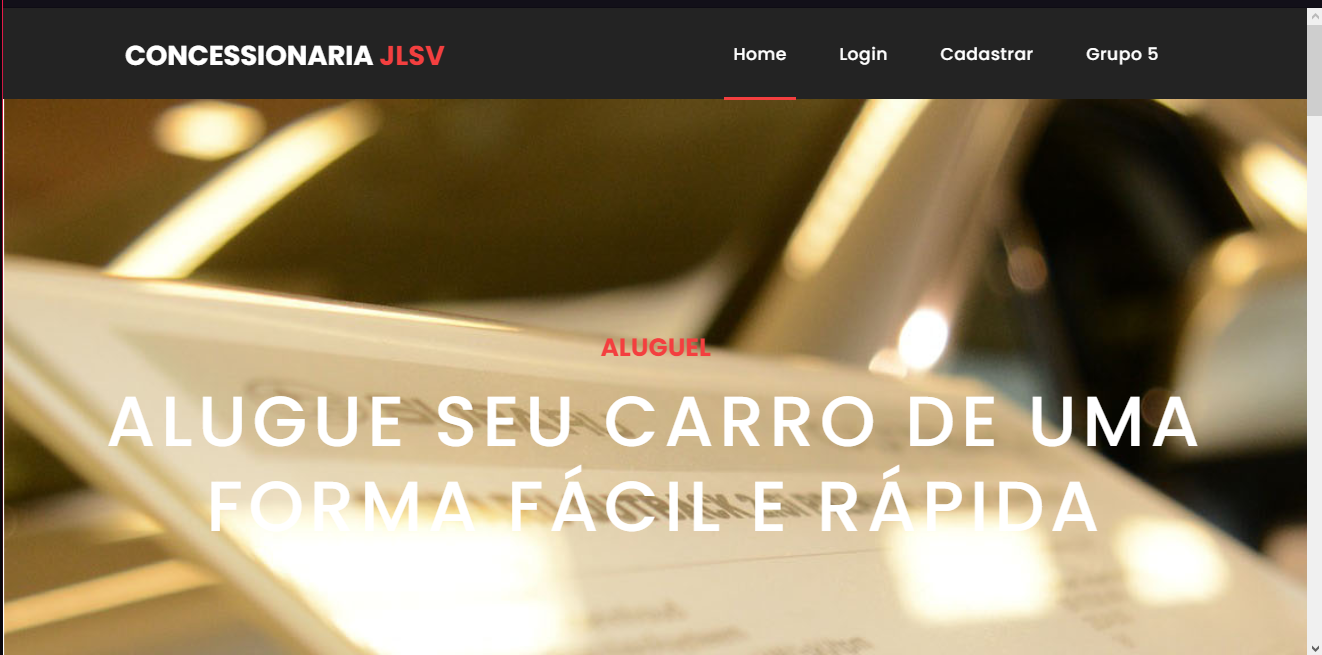 CONCESSIONARIA JLSV
Home Login Cadastrar Grupo 5
ALUGUEL
ALUGUE SEU CARRO DE UMA
FORMA FÁCIL E RÁPIDA